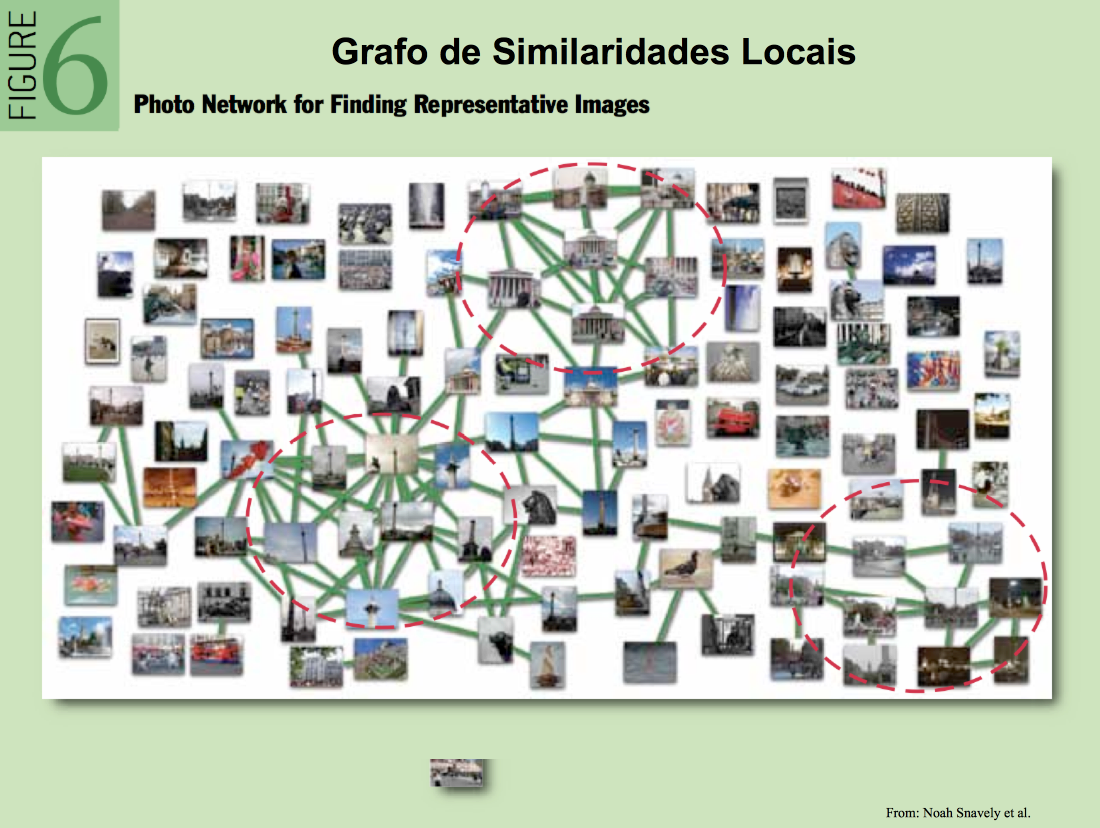 FIGURE 6
Grafo de Similaridades Locais
Photo Network for Finding Representative Images
From: Noah Snavely et al.